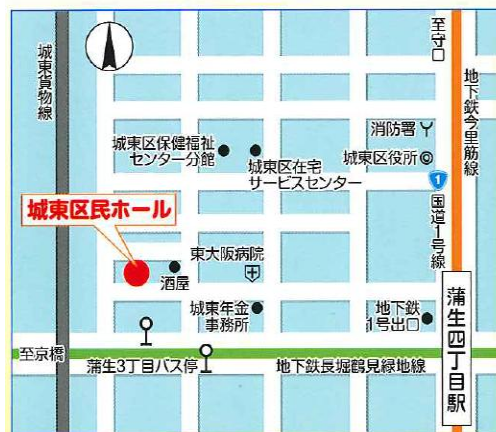 城東貨物線
至守口
地下鉄今里筋線
消防署
城東区保健福祉
センター分館
城東区役所
城東区在宅
サービスセンター
1
国道1号線
城東区民ホール
東大阪病院
酒屋
城東年金
事務所
地下鉄
1号出口
蒲生四丁目駅
至京橋
蒲生3丁目バス停
地下鉄長堀鶴見緑地線